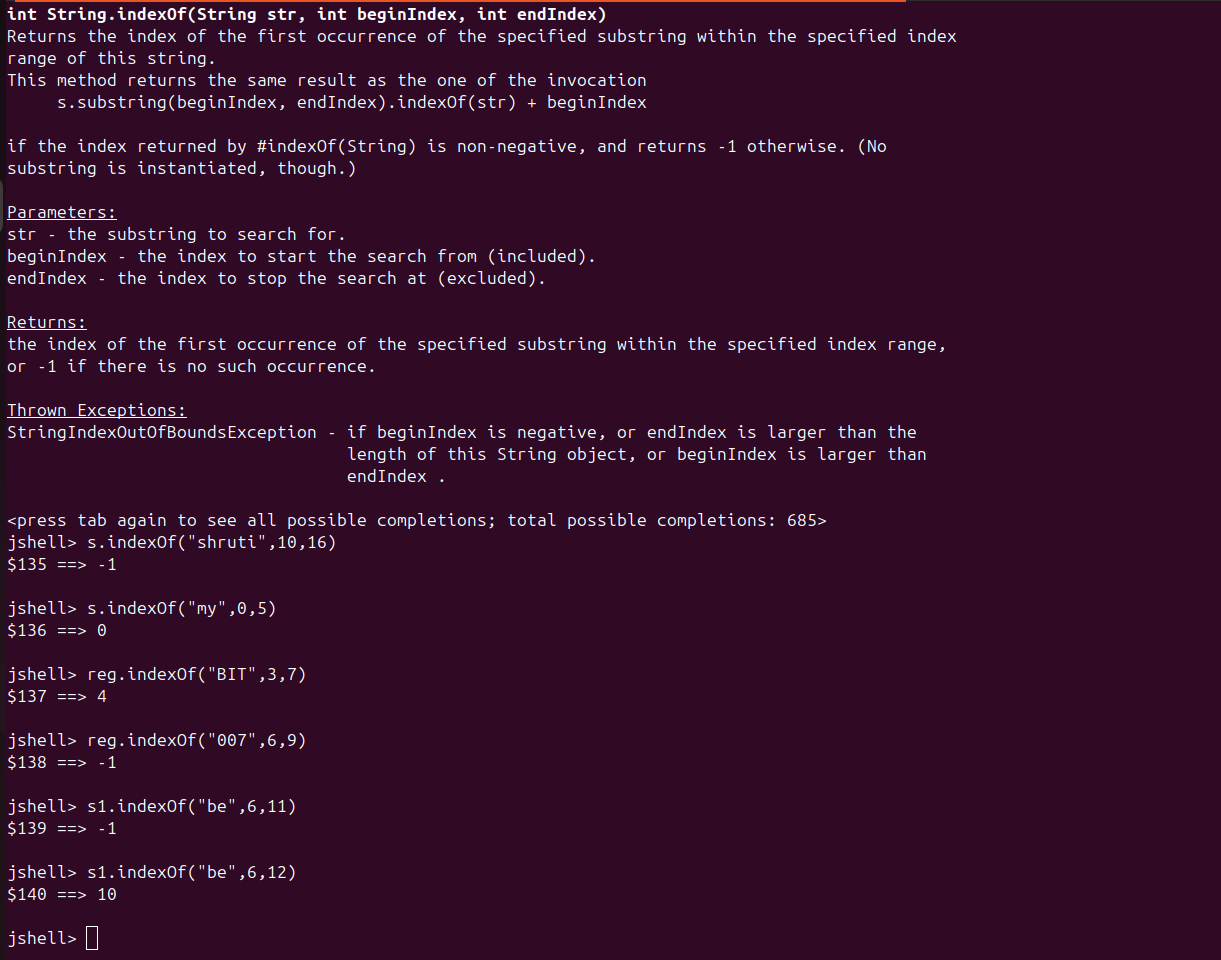 int String.indexOf(String str, int beginIndex, int endIndex)
Returns the index of the first occurrence of the specified substring within the specified index
range of this string.
This method returns the same result as the one of the invocation
     s.substring(beginIndex, endIndex).indexOf(str) + beginIndex

if the index returned by #indexOf(String) is non-negative, and returns -1 otherwise. (No
substring is instantiated, though.)

Parameters:
str - the substring to search for.
beginIndex - the index to start the search from (included).
endIndex - the index to stop the search at (excluded).

Returns:
the index of the first occurrence of the specified substring within the specified index range,
or -1 if there is no such occurrence.

Thrown Exceptions:
StringIndexOutOfBoundsException - if beginIndex is negative, or endIndex is larger than the
                                  length of this String object, or beginIndex is larger than
                                  endIndex .

<press tab again to see all possible completions; total possible completions: 685>
jshell> s.indexOf("shruti",10,16)
$135 ==> -1

jshell> s.indexOf("my",0,5)
$136 ==> 0

jshell> reg.indexOf("BIT",3,7)
$137 ==> 4

jshell> reg.indexOf("007",6,9)
$138 ==> -1

jshell> s1.indexOf("be",6,11)
$139 ==> -1

jshell> s1.indexOf("be",6,12)
$140 ==> 10

jshell>